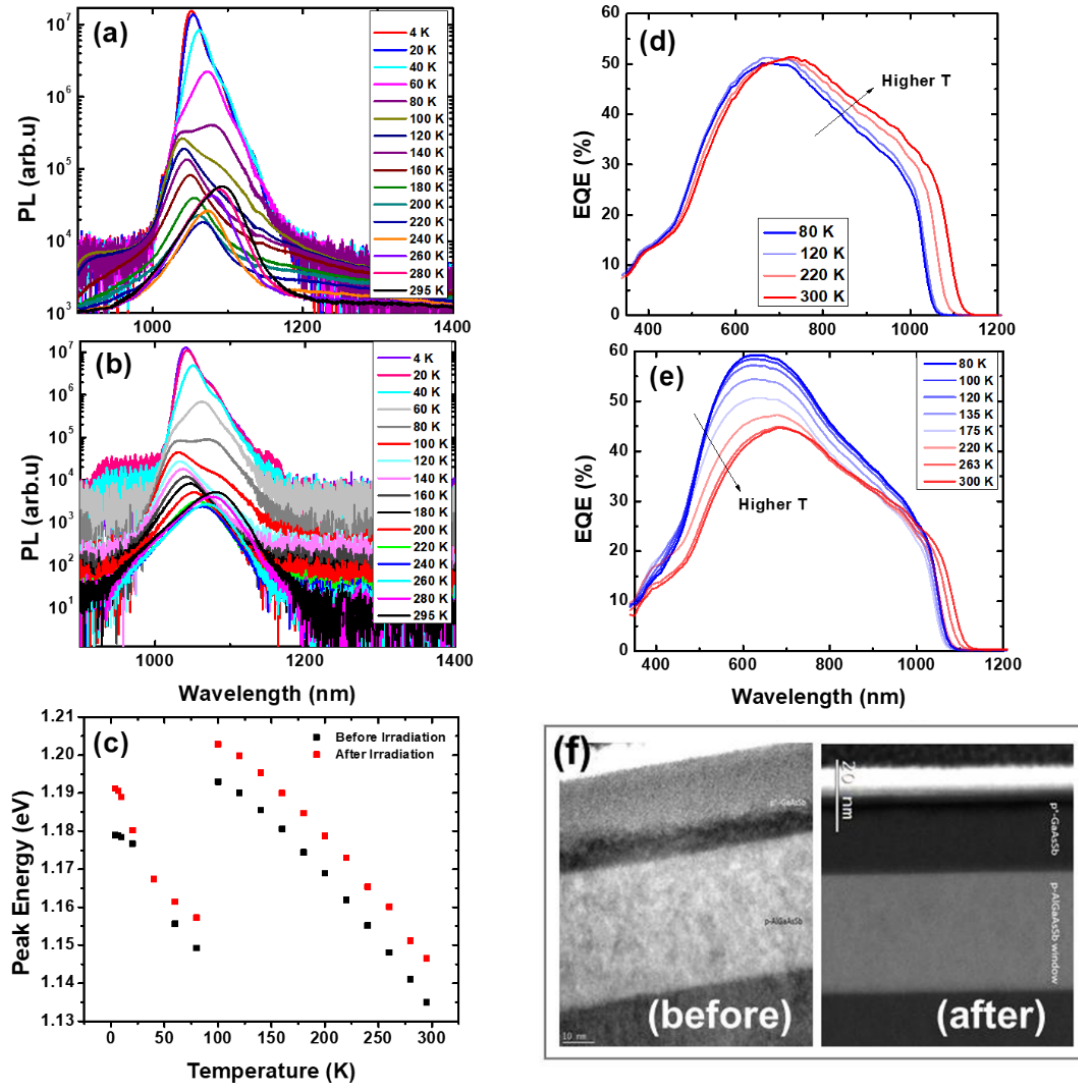 (a)
10^7
10^6
10^5
10^4
10^3
PL (arb.u)
4 K
20 K
40 K
60 K
80 K
100 K
120 K
140 K
160 K
180 K
200 K
220 K
240 K
260 K
280 K
295 K
1000 1200 1400
(b)
10^7
10^6
10^5
10^4
10^3
10^2
10^1
PL (arb.u)
4 K
20 K
40 K
60 K
80 K
100 K
120 K
140 K
160 K
180 K
200 K
220 K
240 K
260 K
280 K
295 K
1000 1200 1400
Wavelength (nm)
(c)
1.21
1.20
1.19
1.18
1.17
1.16
1.15
1.14
1.13
Peak Energy (eV)
Before Irradiation
After Irradiation
0 50 100 150 200 250 300
Temperature (K)
(d)
60
50
40
30
20
10
0
EQE (%)
Higher T
80 K
120 K
220 K
300 K
400 600 800 1000 1200
(e)
60
50
40
30
20
10
0
EQE (%)
Higher T
80 K
100 K
120 K
135 K
175 K
220 K
263 K
300 K
400 600 800 1000 1200
Wavelength (nm)
(f)
p⁺-GaAsSb
p-AlGaAsSb
10 nm
(before)
20 nm
p⁺-GaAsSb
p-AlGaAsSb window
(after)